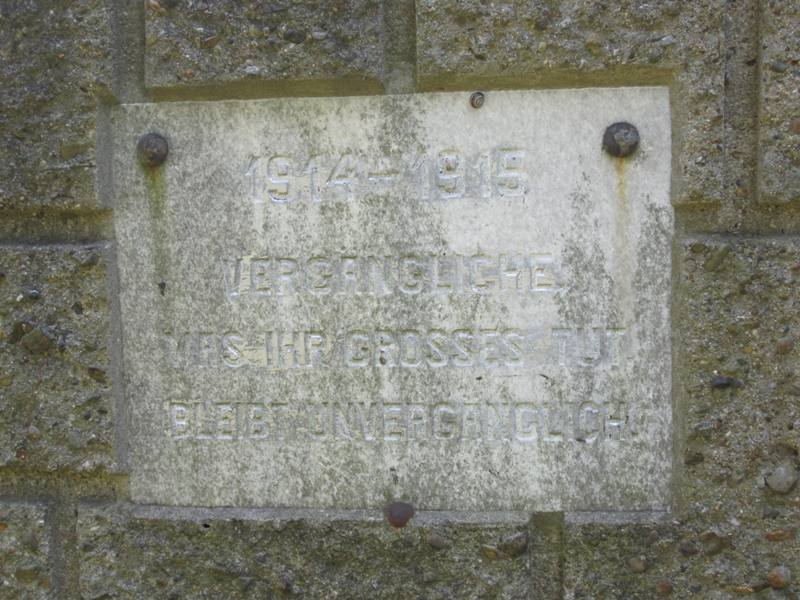 1914-1915
VERGÄNGLICHE.
WAS IHR GROSSES TUT.
BLEIBT UNVERGÄNGLICH.